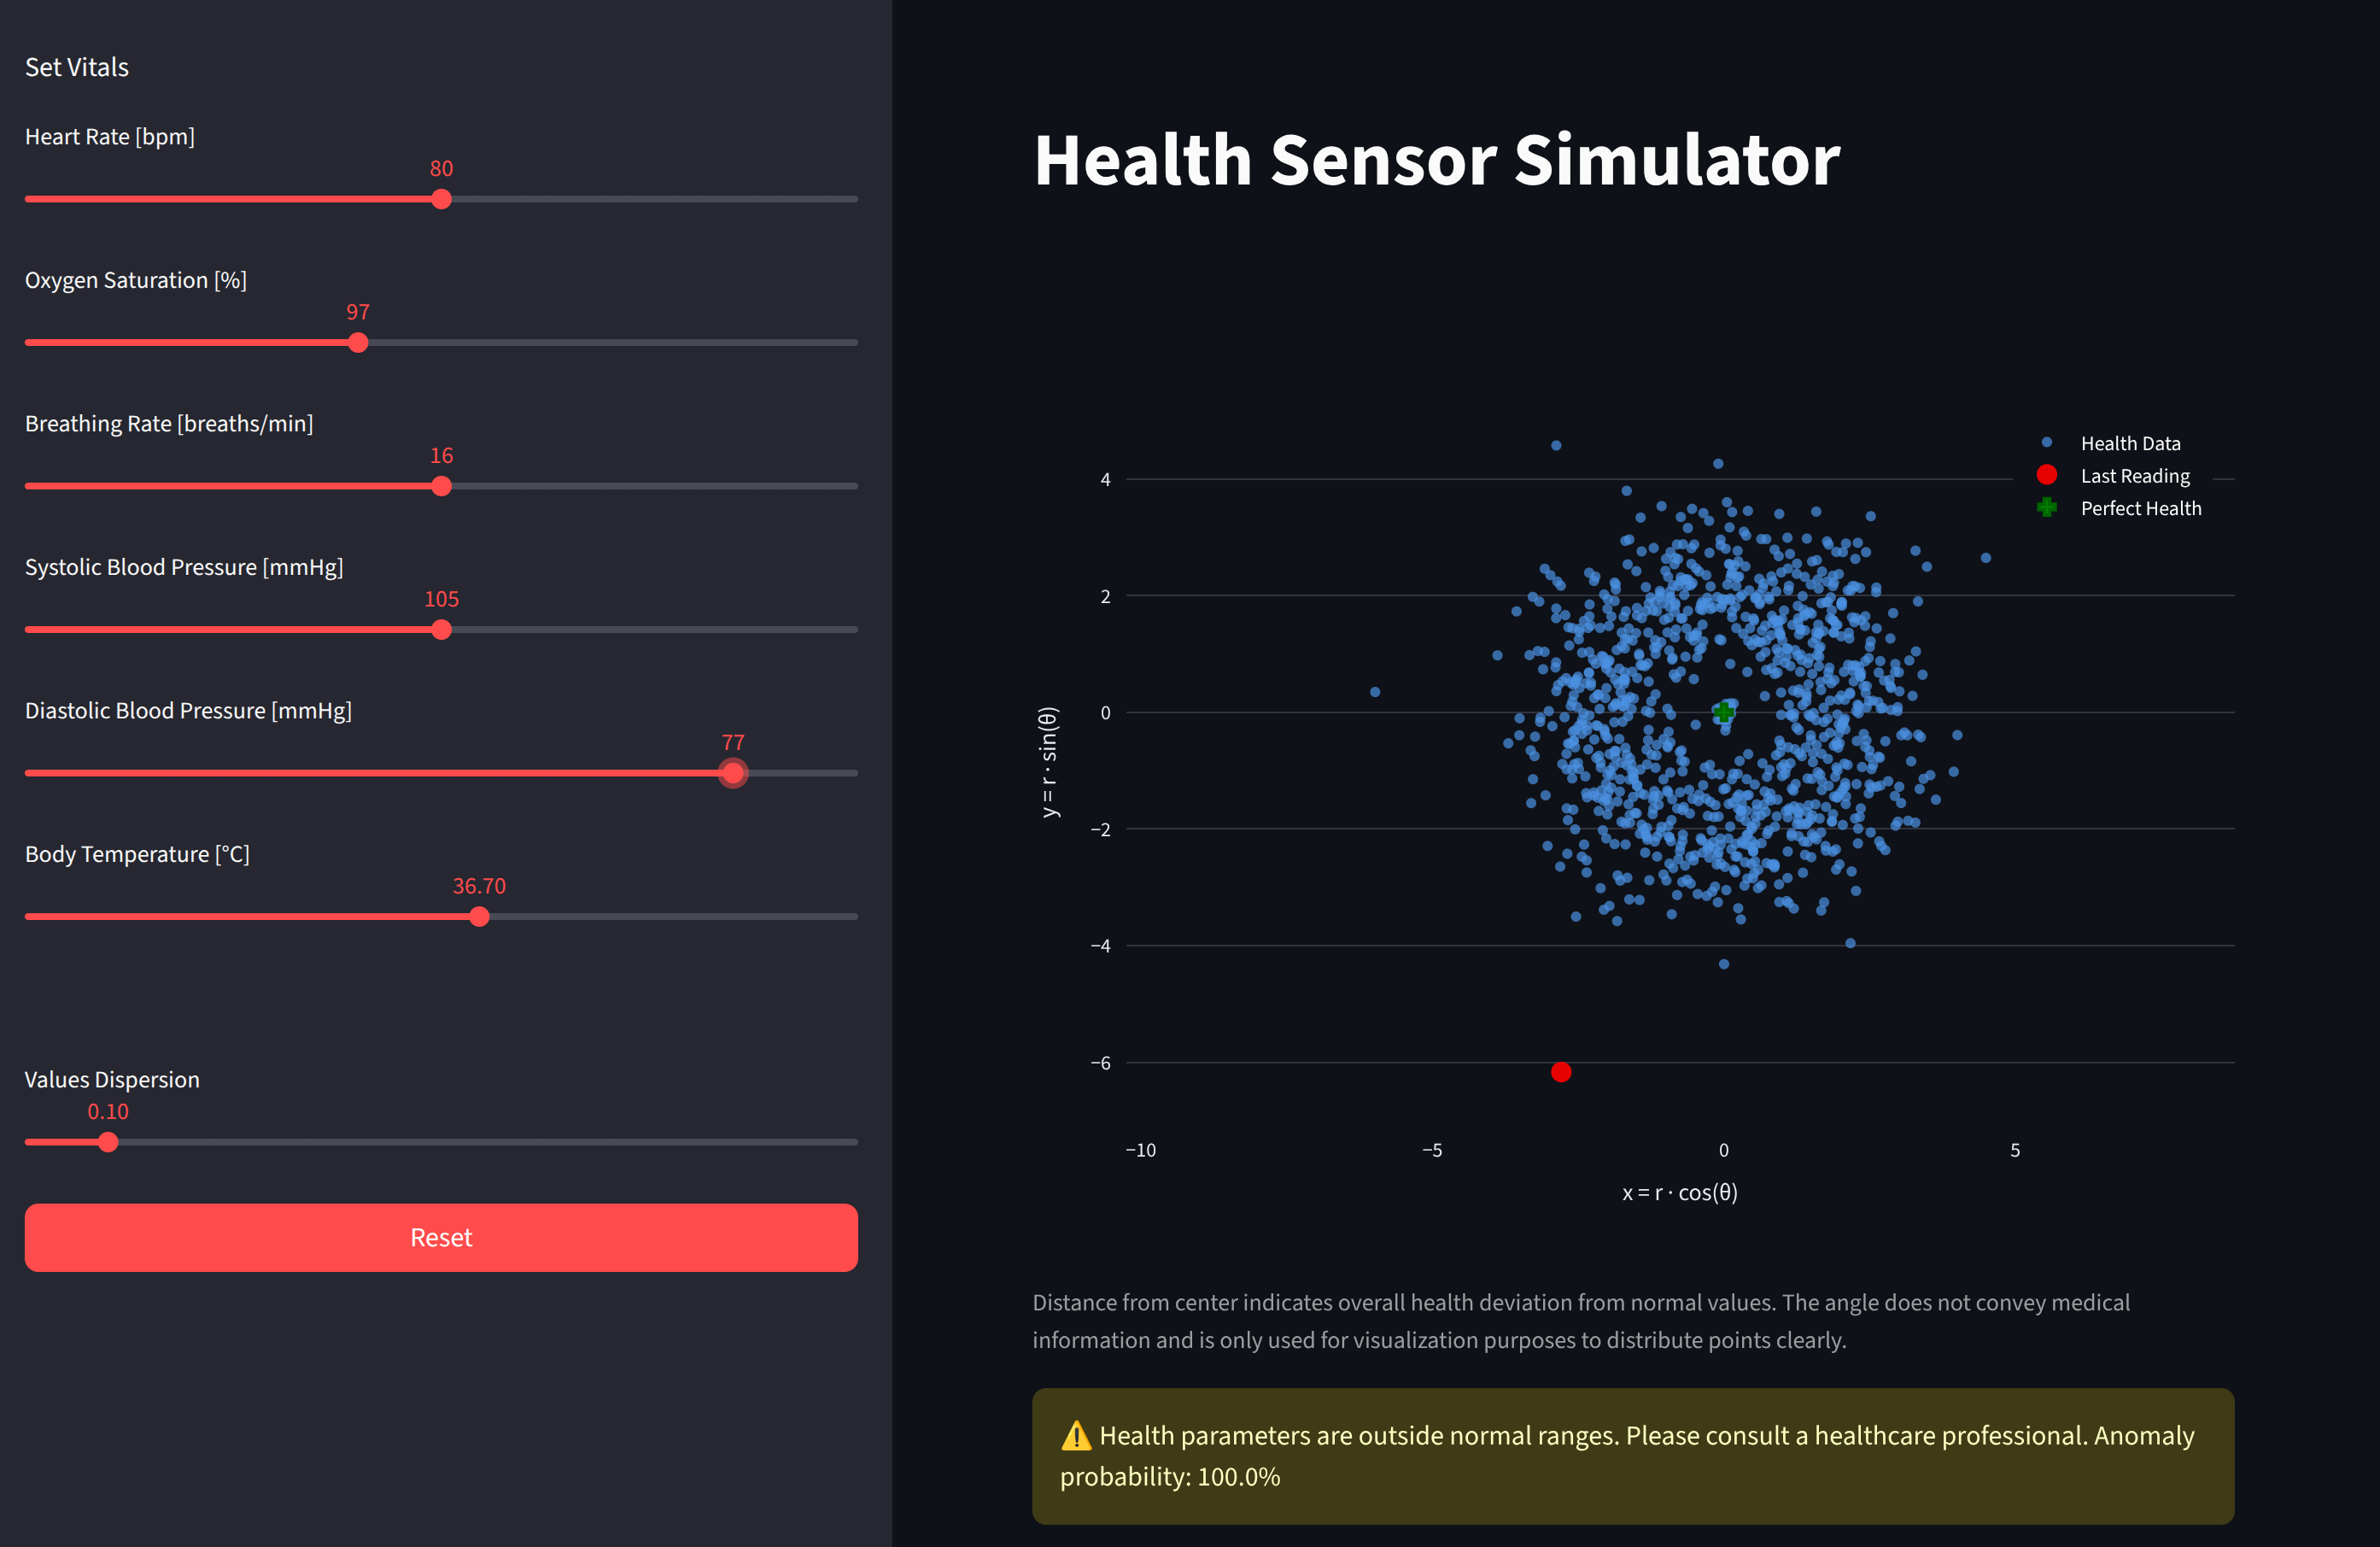 Set Vitals
Heart Rate [bpm]
80
Oxygen Saturation [%]
97
Breathing Rate [breaths/min]
16
Systolic Blood Pressure [mmHg]
105
Diastolic Blood Pressure [mmHg]
77
Body Temperature [°C]
36.70
Values Dispersion
0.10
Reset
Health Sensor Simulator
Health Data
Last Reading
Perfect Health
4
2
0
−2
−4
−6
y = r · sin(θ)
−10
−5
0
5
x = r · cos(θ)
Distance from center indicates overall health deviation from normal values. The angle does not convey medical
information and is only used for visualization purposes to distribute points clearly.
⚠️ Health parameters are outside normal ranges. Please consult a healthcare professional. Anomaly
probability: 100.0%